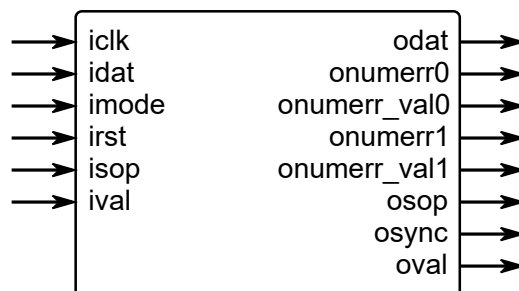 iclk odat
idat onumerr0
imode onumerr_val0
irst onumerr1
isop onumerr_val1
ival osop
osync
oval